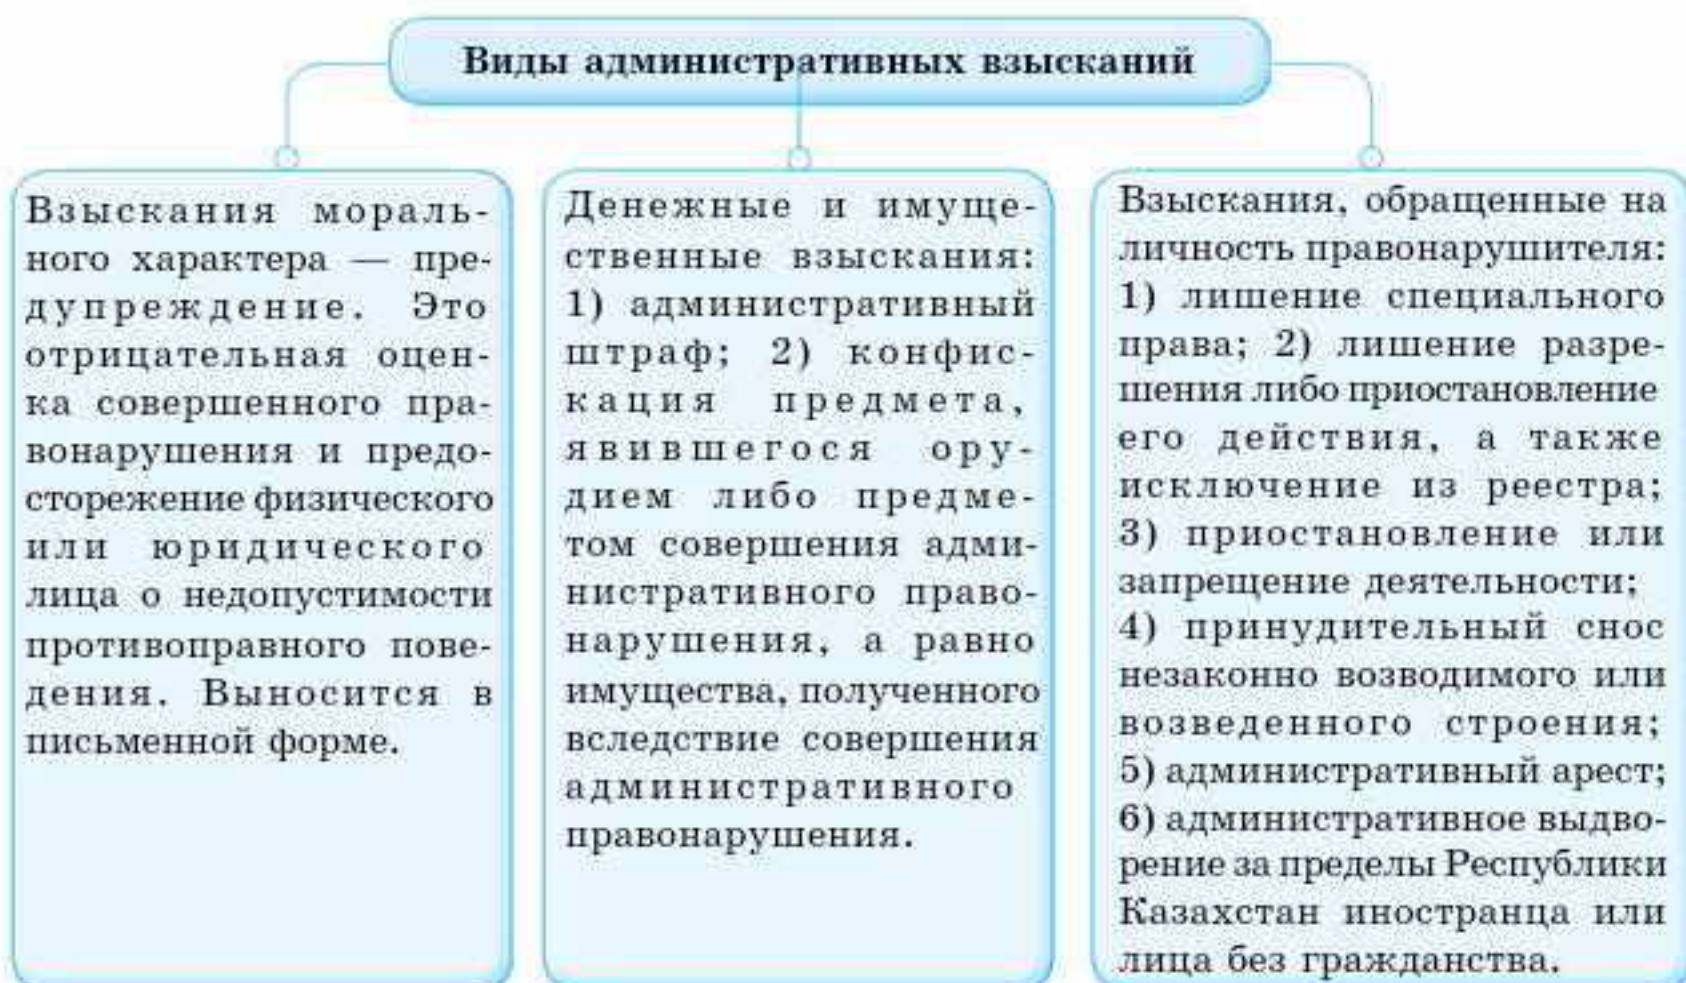 Виды административных взысканий
Взыскания мораль-
ного характера — пре-
дупреждение. Это
отрицательная оцен-
ка совершенного пра-
вонарушения и предо-
сторежение физического
или юридического
лица о недопустимости
противоправного пове-
дения. Выносится в
письменной форме.
Денежные и имуще-
ственные взыскания:
1) административный
штраф; 2) конфис-
кация предмета,
явившегося ору-
дием либо предме-
том совершения адми-
нистративного право-
нарушения, а равно
имущества, полученного
вследствие совершения
административного
правонарушения.
Взыскания, обращенные на
личность правонарушителя:
1) лишение специального
права; 2) лишение разре-
шения либо приостановление
его действия, а также
исключение из реестра;
3) приостановление или
запрещение деятельности;
4) принудительный снос
незаконно возводимого или
возведенного строения;
5) административный арест;
6) административное выдво-
рение за пределы Республики
Казахстан иностранца или
лица без гражданства.